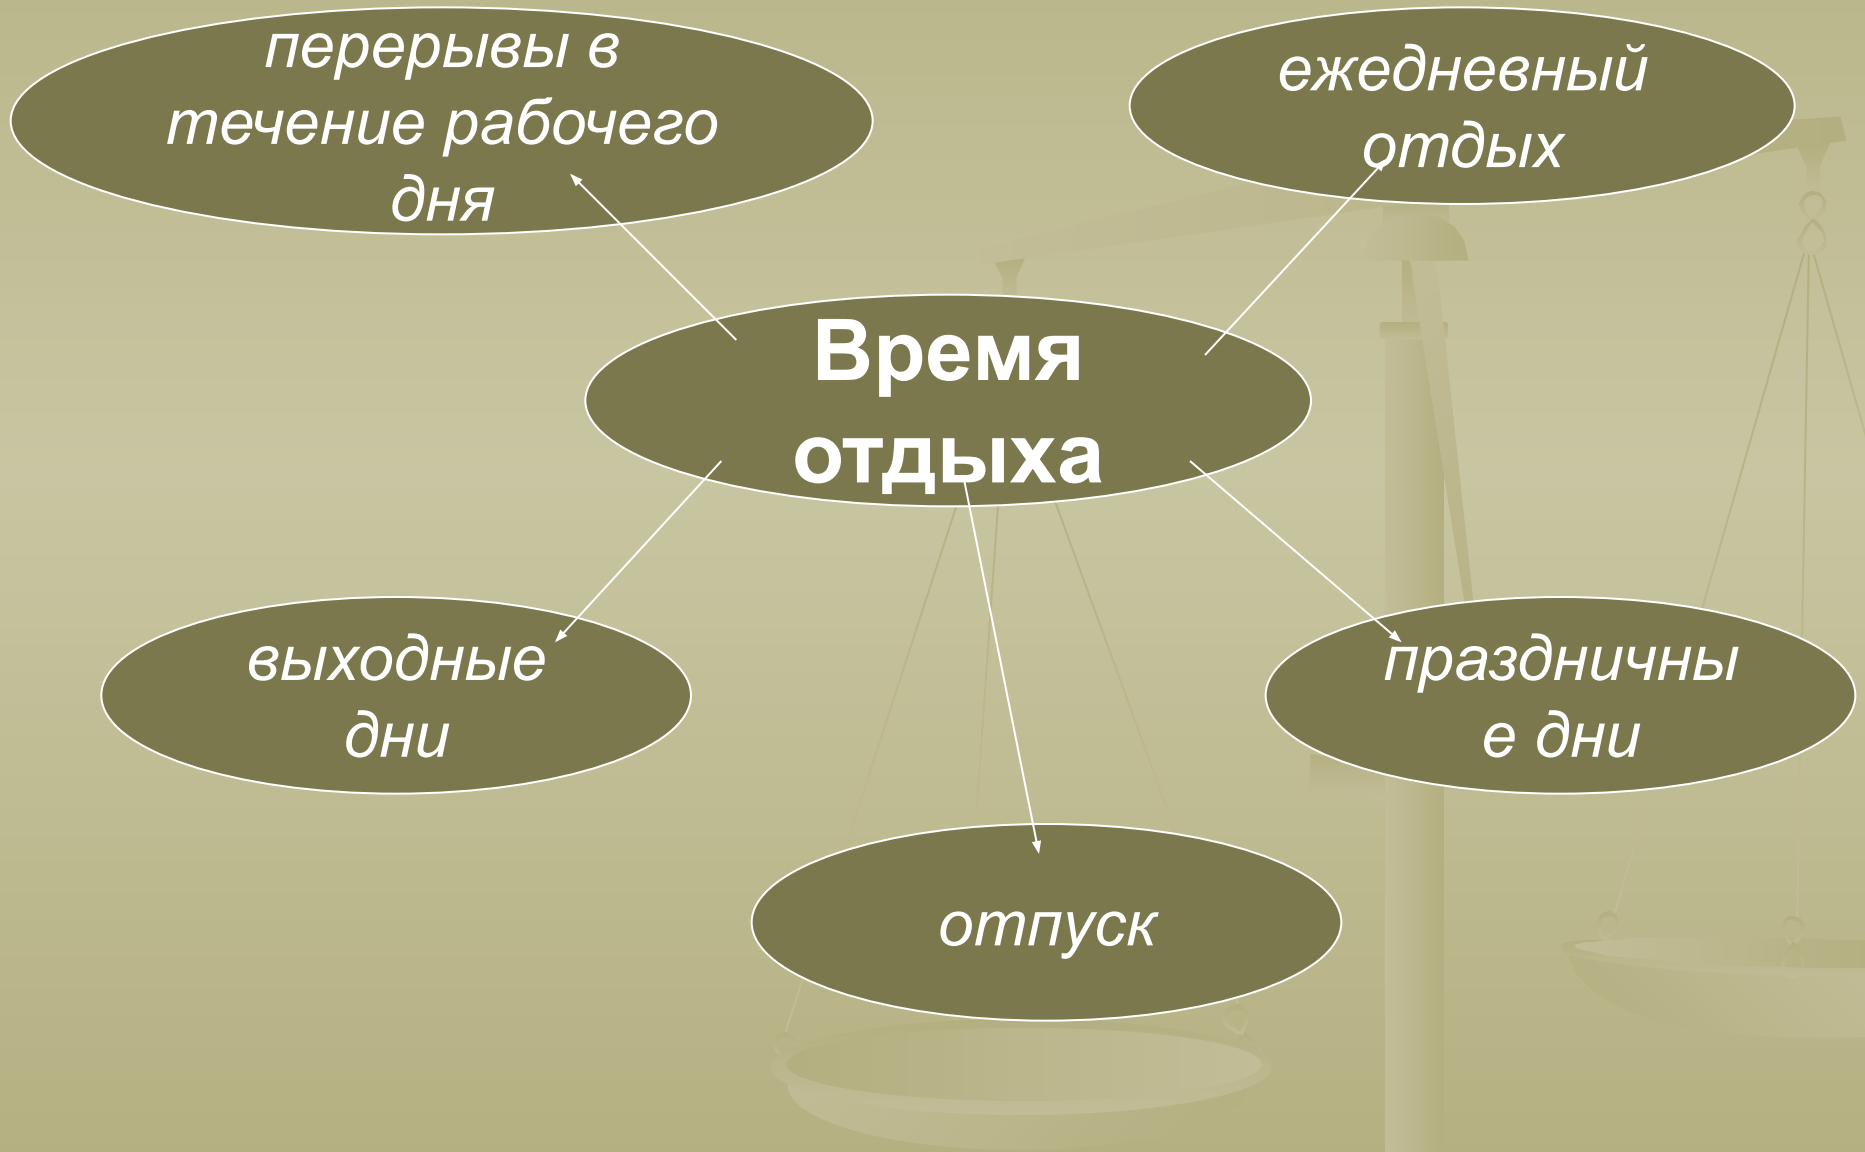 перерывы в
течение рабочего
дня
ежедневный
отдых
Время
отдыха
выходные
дни
праздничны
е дни
отпуск